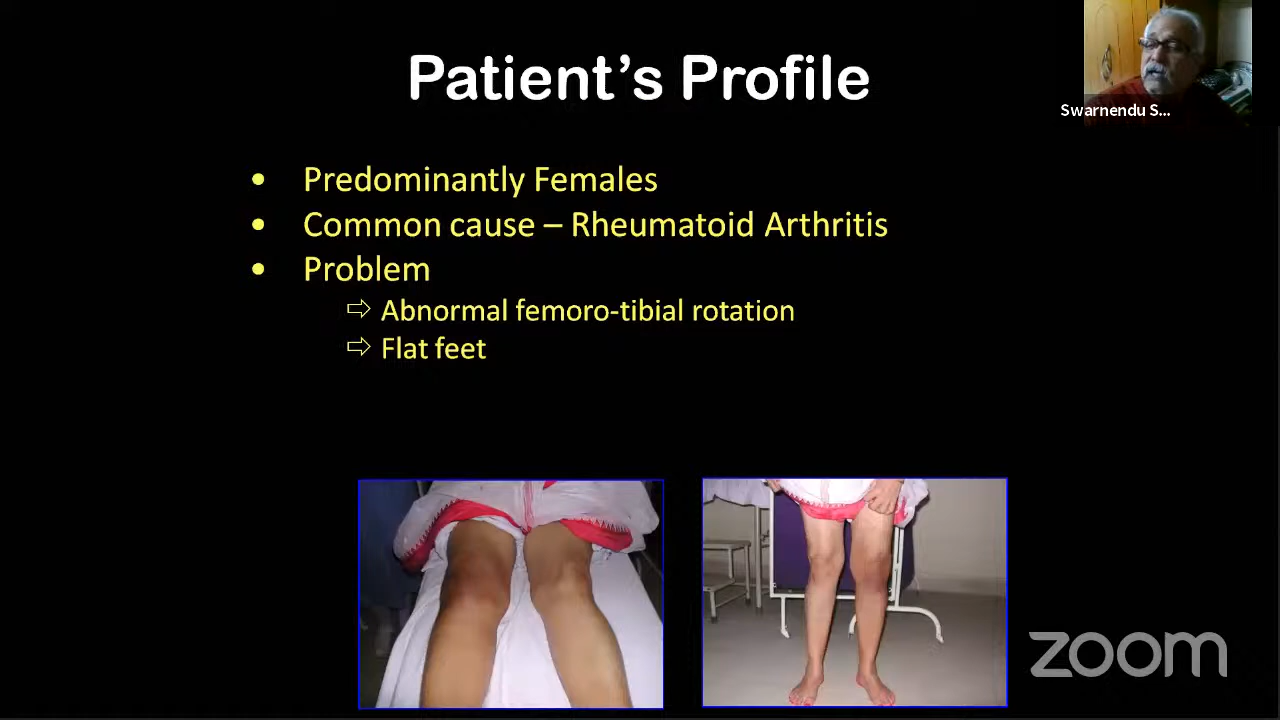 Patient's Profile
Swarnendu S...
• Predominantly Females
• Common cause – Rheumatoid Arthritis
• Problem
⇨ Abnormal femoro-tibial rotation
⇨ Flat feet
zoom